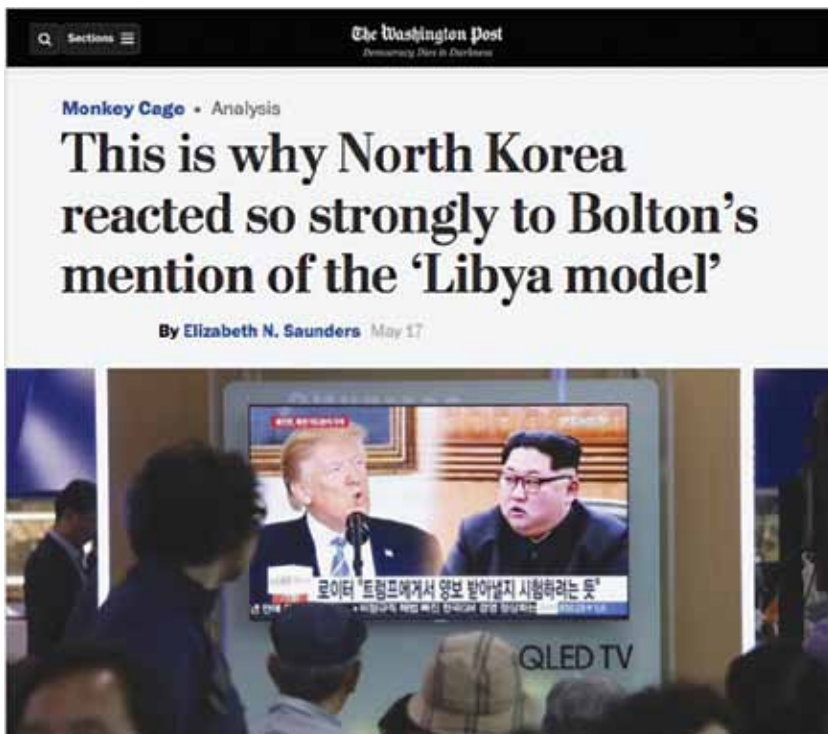 Sections
The Washington Post
Democracy Dies in Darkness
Monkey Cage • Analysis
This is why North Korea
reacted so strongly to Bolton’s
mention of the ‘Libya model’
By Elizabeth N. Saunders May 17
로이터 "트럼프에게서 양보 받아낼지 시험하려는 듯"
QLED TV